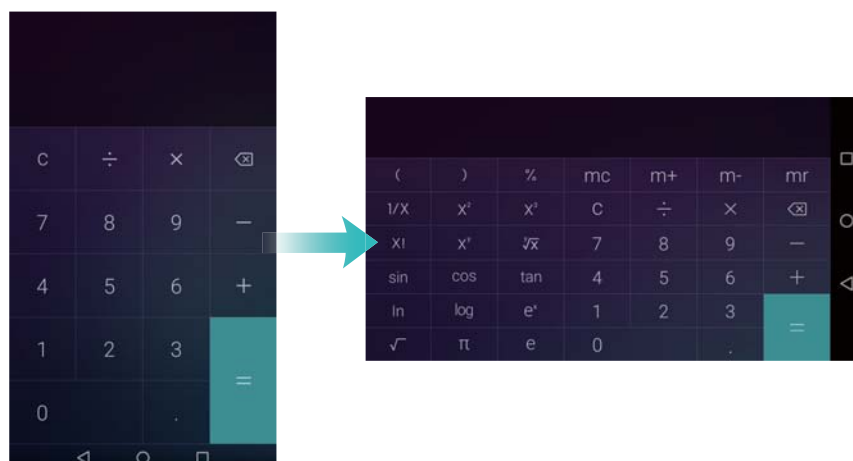 C ÷ ×
7 8 9 −
4 5 6 +
1 2 3
=
0 .
( ) % mc m+ m- mr
1/X X² X³ C ÷ ×
X! Xʸ ʸ√x 7 8 9 −
sin cos tan 4 5 6 +
ln log eˣ 1 2 3
=
√ π e 0 .